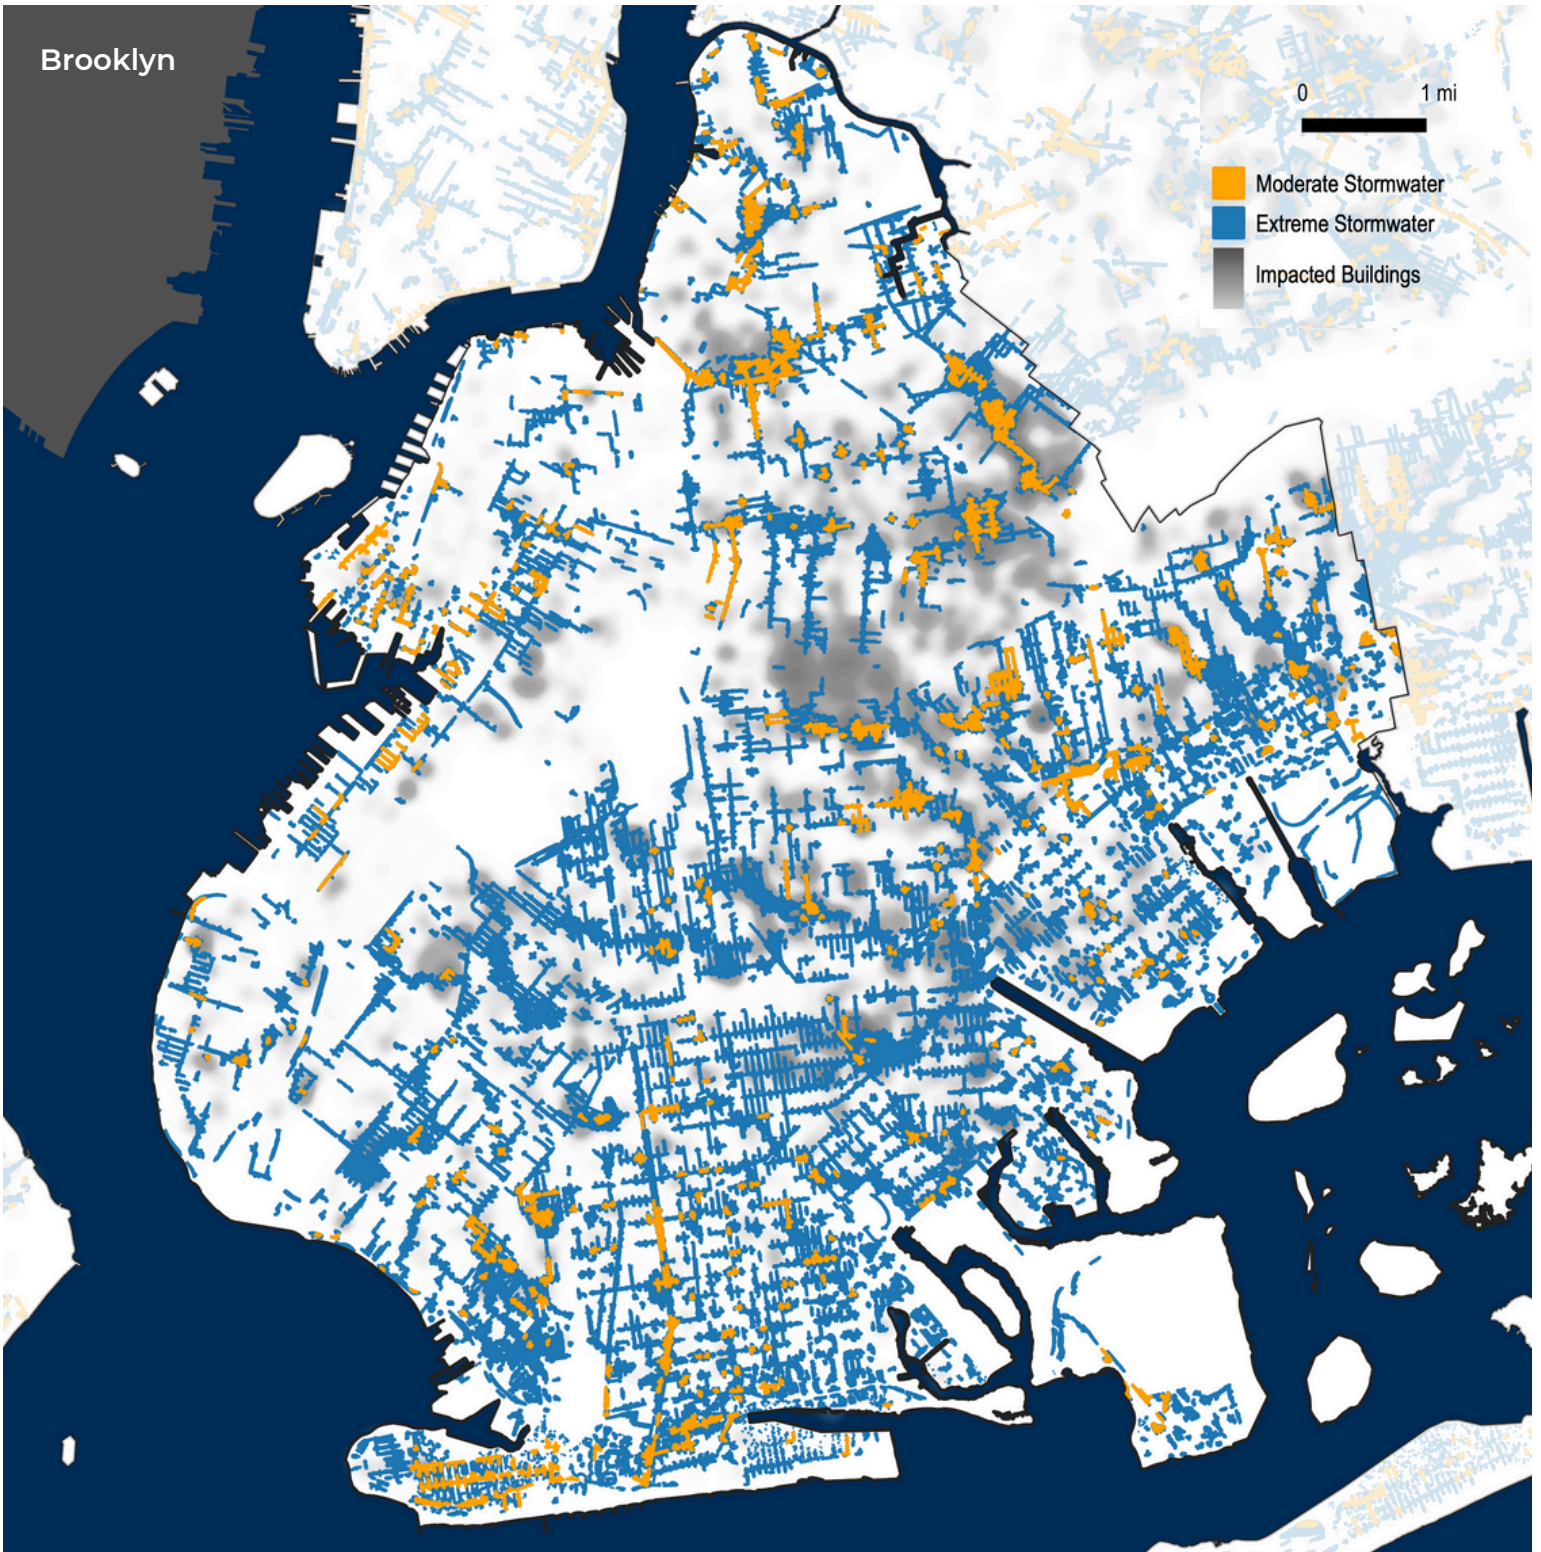 Brooklyn
0 1 mi
Moderate Stormwater
Extreme Stormwater
Impacted Buildings